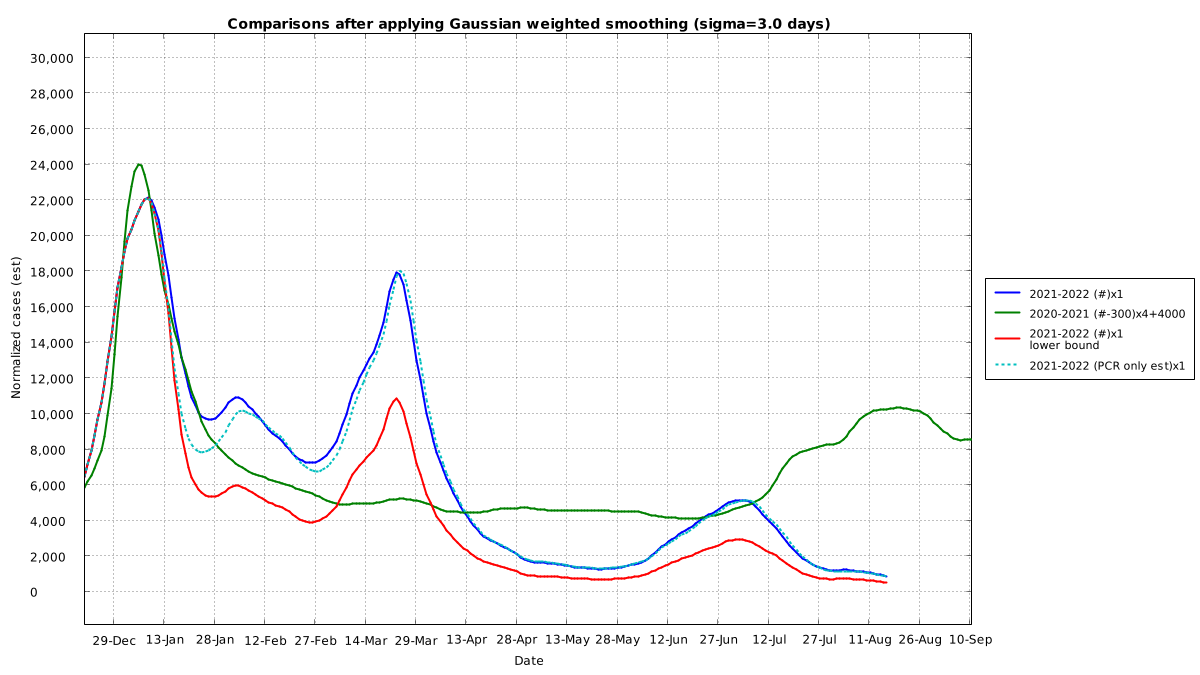 Comparisons after applying Gaussian weighted smoothing (sigma=3.0 days)
30,000
28,000
26,000
24,000
22,000
20,000
18,000
16,000
14,000
12,000
10,000
8,000
6,000
4,000
2,000
0
Normalized cases (est)
29-Dec 13-Jan 28-Jan 12-Feb 27-Feb 14-Mar 29-Mar 13-Apr 28-Apr 13-May 28-May 12-Jun 27-Jun 12-Jul 27-Jul 11-Aug 26-Aug 10-Sep
Date
2021-2022 (#)x1
2020-2021 (#-300)x4+4000
2021-2022 (#)x1
lower bound
2021-2022 (PCR only est)x1